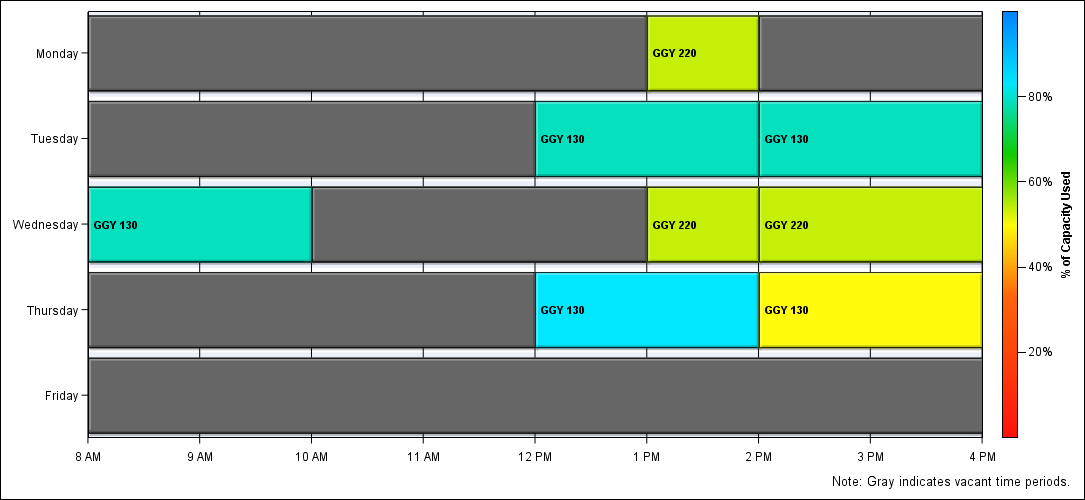 Monday
GGY 220
Tuesday
GGY 130
GGY 130
Wednesday
GGY 130
GGY 220
GGY 220
Thursday
GGY 130
GGY 130
Friday
8 AM
9 AM
10 AM
11 AM
12 PM
1 PM
2 PM
3 PM
4 PM
80%
60%
40%
20%
% of Capacity Used
Note: Gray indicates vacant time periods.